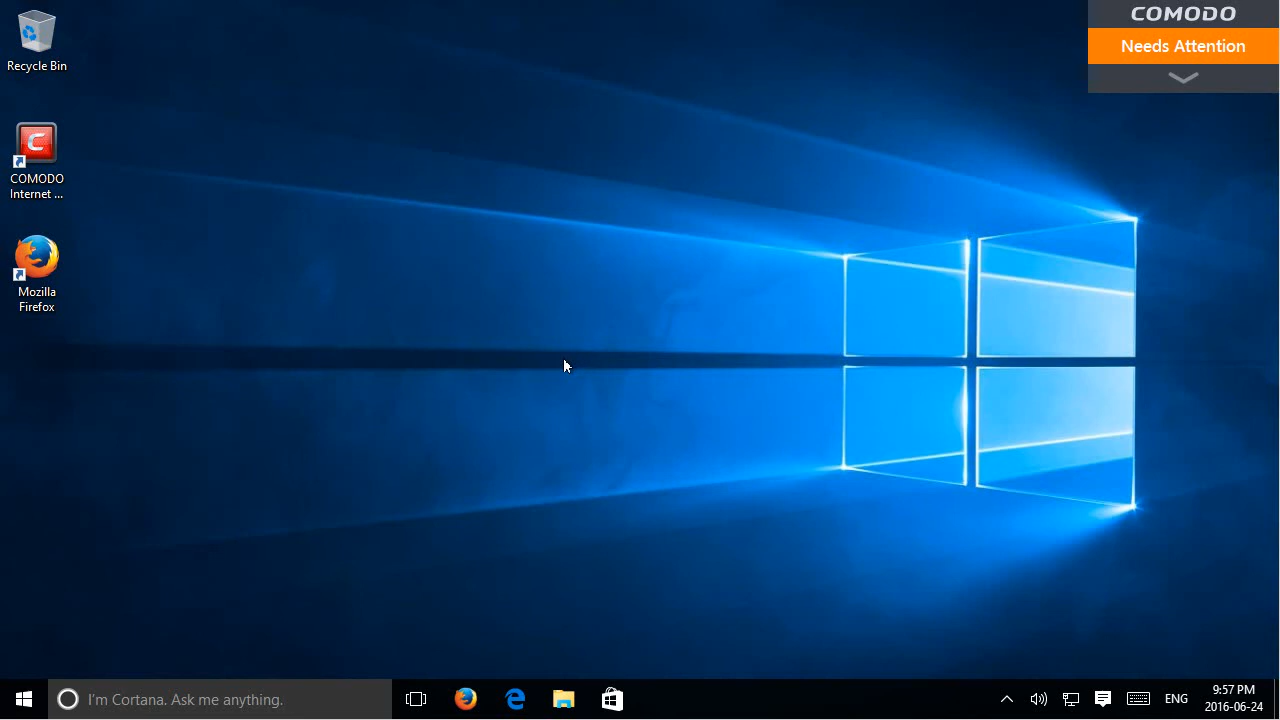 Recycle Bin
COMODO
Internet ...
Mozilla
Firefox
COMODO
Needs Attention
I'm Cortana. Ask me anything.
ENG
9:57 PM
2016-06-24